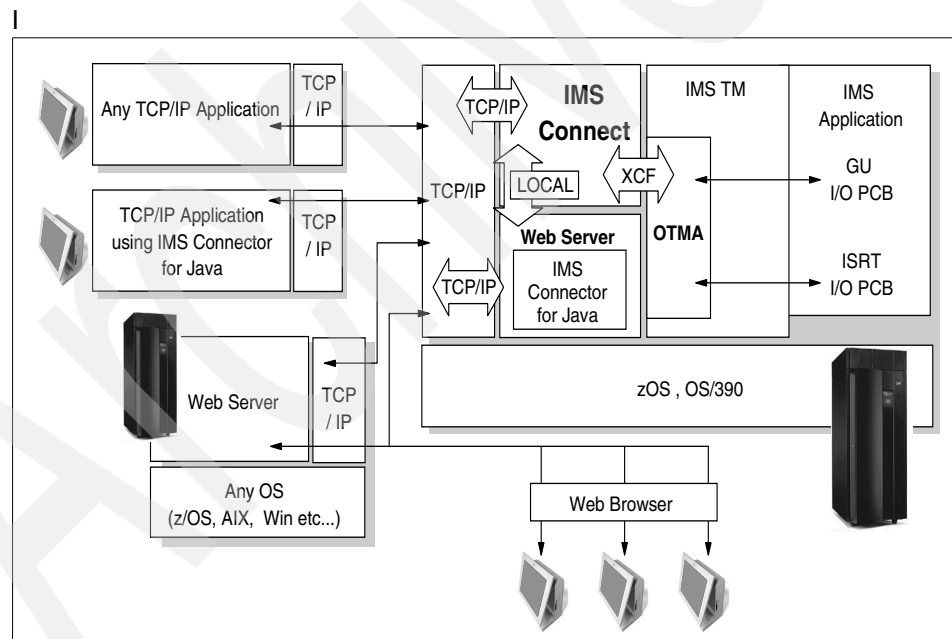 I
Any TCP/IP Application
TCP
/ IP
TCP/IP Application
using IMS Connector
for Java
TCP
/ IP
Web Server
TCP
/ IP
Any OS
(z/OS, AIX, Win etc...)
TCP/IP
TCP/IP
TCP/IP
IMS
Connect
LOCAL
XCF
Web Server
IMS
Connector
for Java
IMS TM
OTMA
IMS
Application
GU
I/O PCB
ISRT
I/O PCB
zOS , OS/390
Web Browser